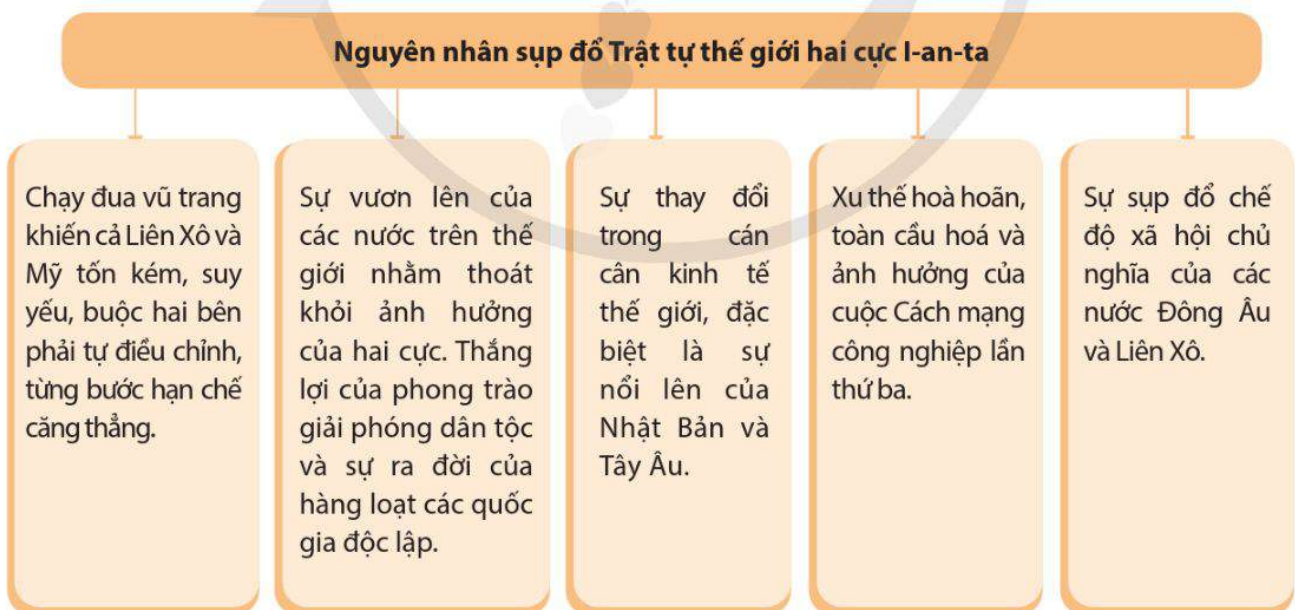 Nguyên nhân sụp đổ Trật tự thế giới hai cực I-an-ta
Chạy đua vũ trang
khiến cả Liên Xô và
Mỹ tốn kém, suy
yếu, buộc hai bên
phải tự điều chỉnh,
từng bước hạn chế
căng thẳng.
Sự vươn lên của
các nước trên thế
giới nhằm thoát
khỏi ảnh hưởng
của hai cực. Thắng
lợi của phong trào
giải phóng dân tộc
và sự ra đời của
hàng loạt các quốc
gia độc lập.
Sự thay đổi
trong cán
cân kinh tế
thế giới, đặc
biệt là sự
nổi lên của
Nhật Bản và
Tây Âu.
Xu thế hoà hoãn,
toàn cầu hoá và
ảnh hưởng của
cuộc Cách mạng
công nghiệp lần
thứ ba.
Sự sụp đổ chế
độ xã hội chủ
nghĩa của các
nước Đông Âu
và Liên Xô.